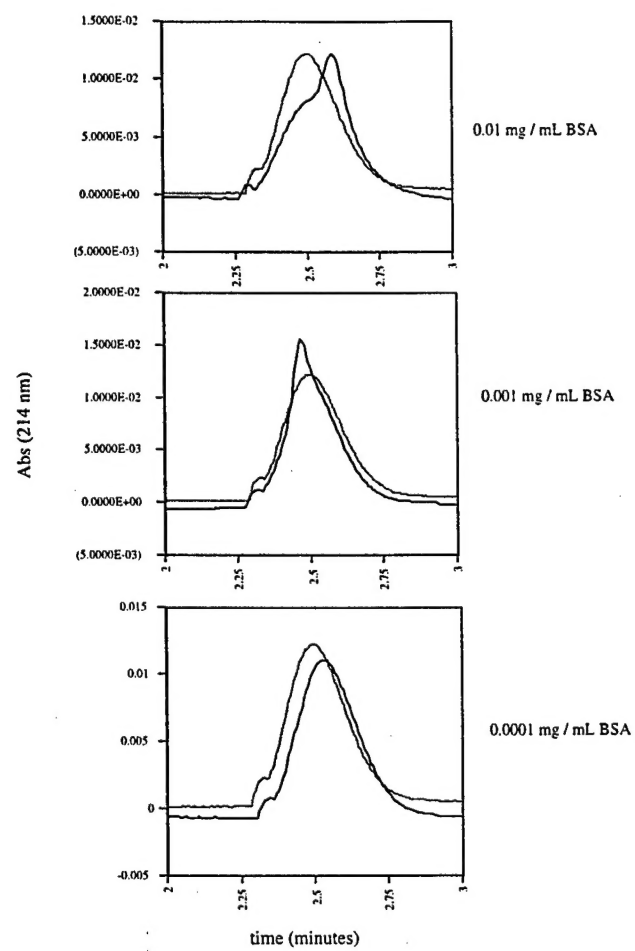 1.5000E-02
1.0000E-02
5.0000E-03
0.0000E+00
(5.0000E-03)
2
2.25
2.5
2.75
3
0.01 mg / mL BSA
2.0000E-02
1.5000E-02
1.0000E-02
5.0000E-03
0.0000E+00
(5.0000E-03)
2
2.25
2.5
2.75
3
0.001 mg / mL BSA
Abs (214 nm)
0.015
0.01
0.005
0
-0.005
2
2.25
2.5
2.75
3
0.0001 mg / mL BSA
time (minutes)